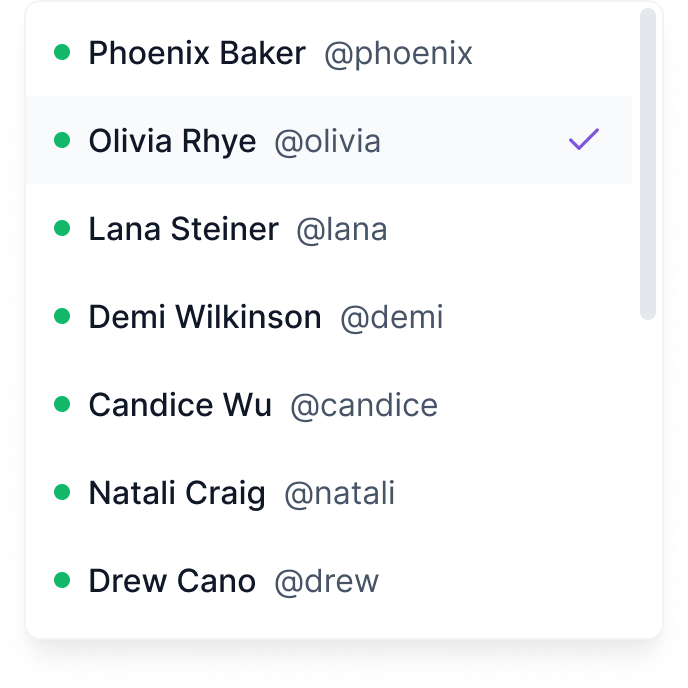 Phoenix Baker @phoenix
Olivia Rhye @olivia
Lana Steiner @lana
Demi Wilkinson @demi
Candice Wu @candice
Natali Craig @natali
Drew Cano @drew